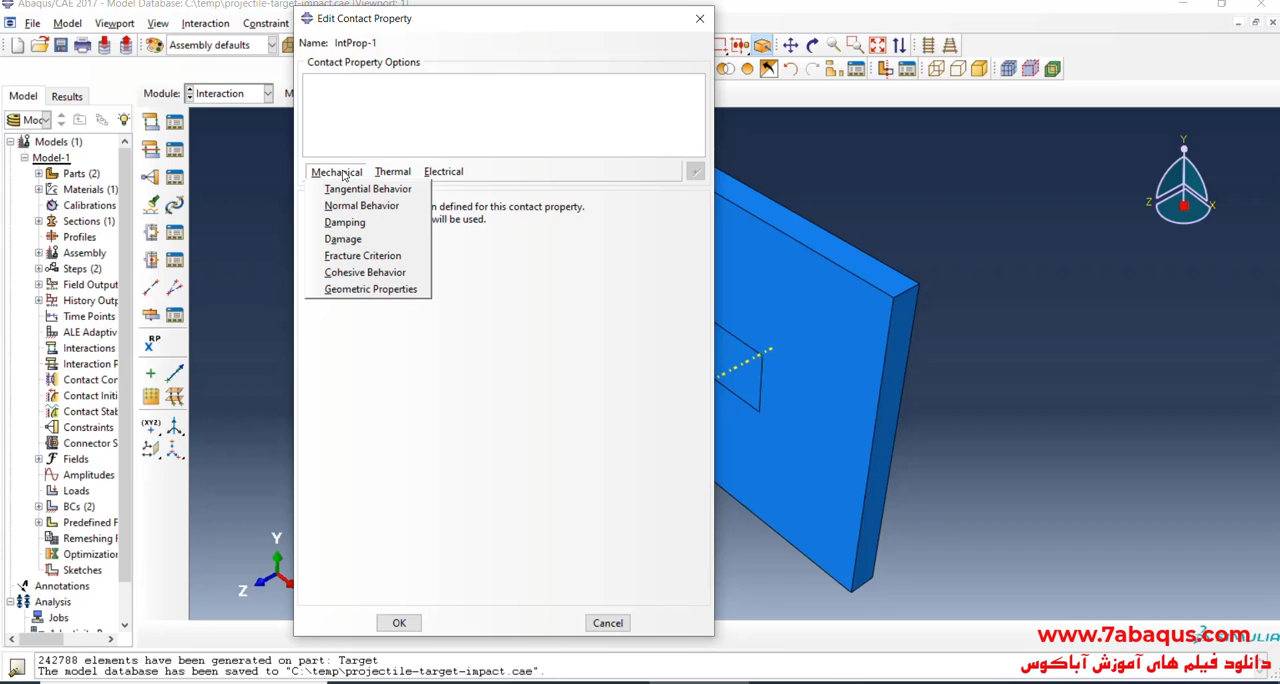 Abaqus/CAE 2017 - Model Database: C:\temp\projectile-target-impact.cae [Viewport: 1]
File Model Viewport View Interaction Constraint
Assembly defaults
Model Results
Module: Interaction M
Mod
Models (1)
Model-1
Parts (2)
Materials (1)
Calibrations
Sections (1)
Profiles
Assembly
Steps (2)
Field Output
History Outp
Time Points
ALE Adaptiv
Interactions
Interaction P
Contact Cor
Contact Initi
Contact Stab
Constraints
Connector S
Fields
Amplitudes
Loads
BCs (2)
Predefined F
Remeshing F
Optimization
Sketches
Annotations
Analysis
Jobs
RP
(XYZ)
Edit Contact Property
Name: IntProp-1
Contact Property Options
Mechanical Thermal Electrical
Tangential Behavior
Normal Behavior
Damping
Damage
Fracture Criterion
Cohesive Behavior
Geometric Properties
n defined for this contact property.
will be used.
OK Cancel
Y
Z X
Y
Z
www.7abaqus.com
SIMULIA
دانلود فیلم های آموزش آباکوس
242788 elements have been generated on part: Target
The model database has been saved to "C:\temp\projectile-target-impact.cae".